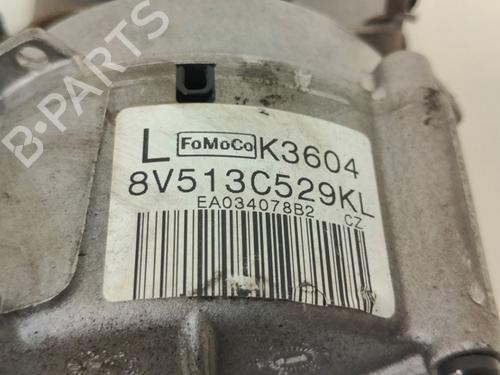 B-PARTS
L FoMoCo K3604
8V513C529KL
EA034078B2 CZ